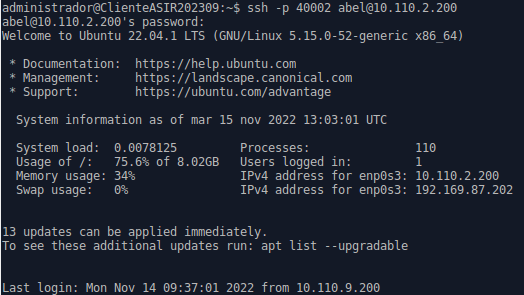 administrador@ClienteASIR202309:~$ ssh -p 40002 abel@10.110.2.200
abel@10.110.2.200's password:
Welcome to Ubuntu 22.04.1 LTS (GNU/Linux 5.15.0-52-generic x86_64)
* Documentation:  https://help.ubuntu.com
* Management:     https://landscape.canonical.com
* Support:        https://ubuntu.com/advantage
System information as of mar 15 nov 2022 13:03:01 UTC
System load:  0.0078125          Processes:               110
Usage of /:   75.6% of 8.02GB   Users logged in:         1
Memory usage: 34%                IPv4 address for enp0s3: 10.110.2.200
Swap usage:   0%                 IPv4 address for enp0s3: 192.169.87.202
13 updates can be applied immediately.
To see these additional updates run: apt list --upgradable
Last login: Mon Nov 14 09:37:01 2022 from 10.110.9.200